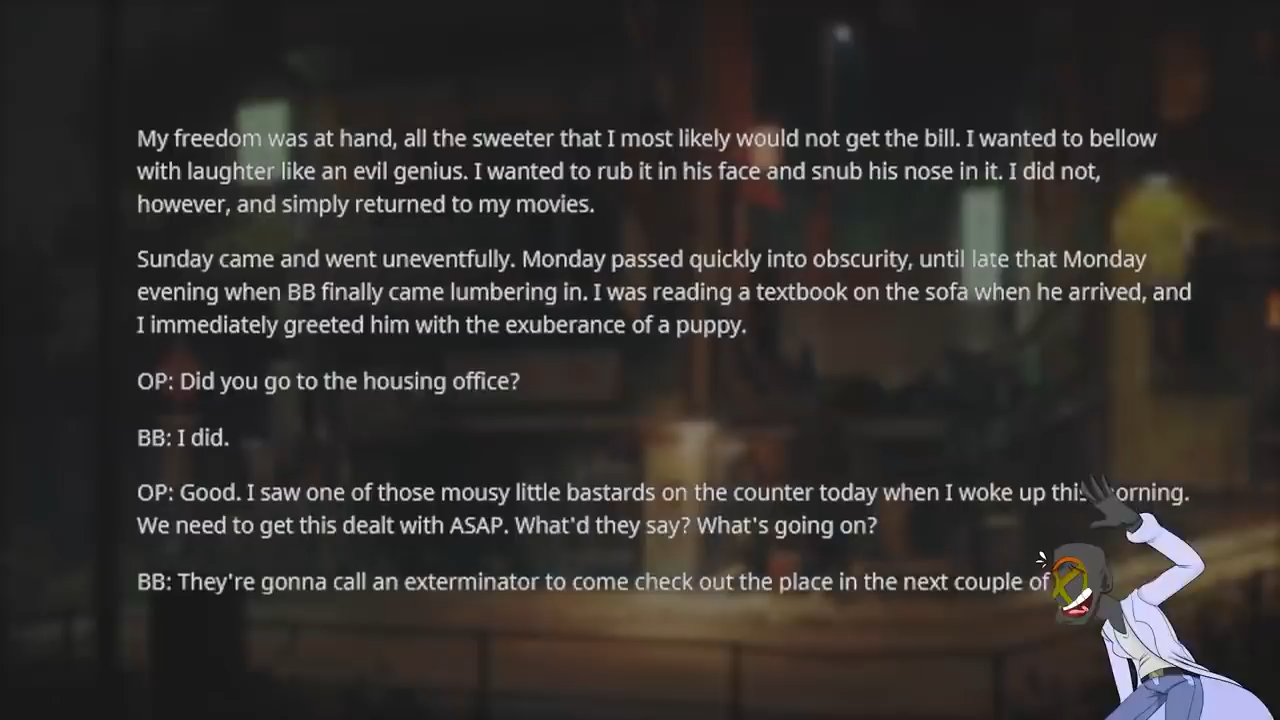 My freedom was at hand, all the sweeter that I most likely would not get the bill. I wanted to bellow
with laughter like an evil genius. I wanted to rub it in his face and snub his nose in it. I did not,
however, and simply returned to my movies.
Sunday came and went uneventfully. Monday passed quickly into obscurity, until late that Monday
evening when BB finally came lumbering in. I was reading a textbook on the sofa when he arrived, and
I immediately greeted him with the exuberance of a puppy.
OP: Did you go to the housing office?
BB: I did.
OP: Good. I saw one of those mousy little bastards on the counter today when I woke up
We need to get this dealt with ASAP. What'd they say? What's going on?
BB: They're gonna call an exterminator to come check out the place in the next couple of